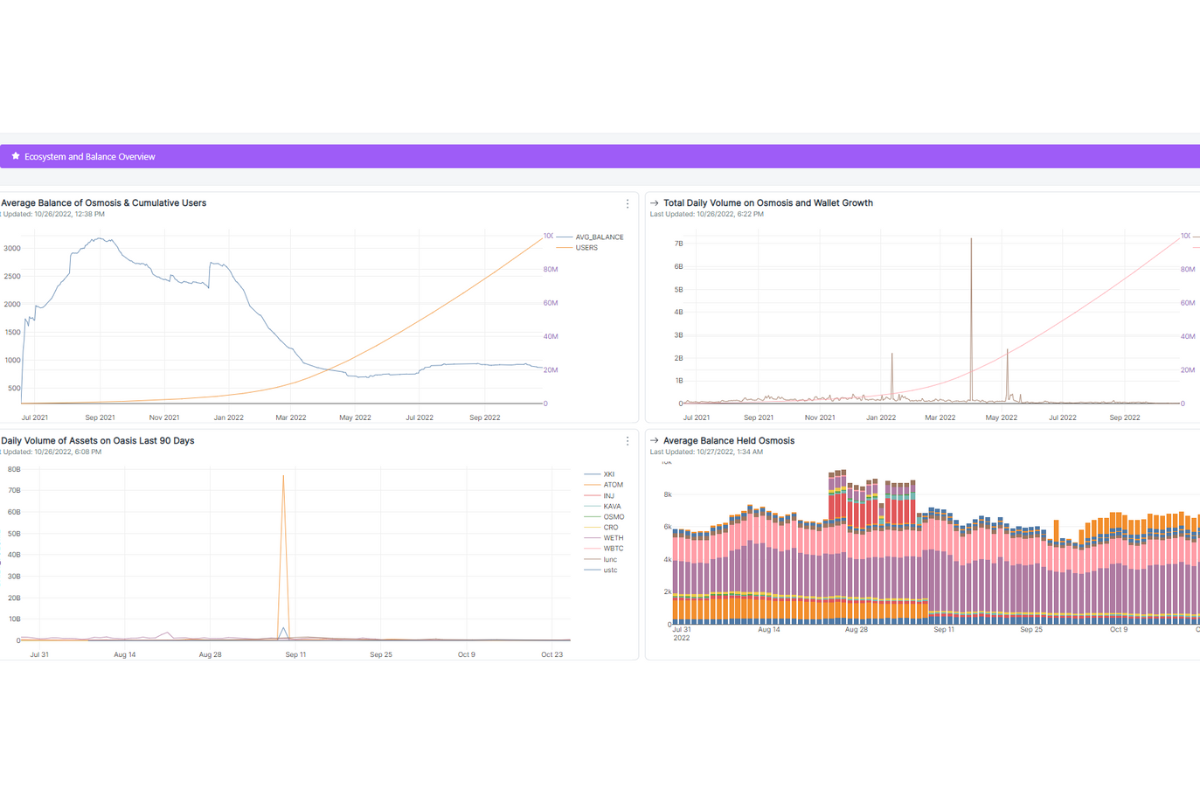 ★ Ecosystem and Balance Overview
Average Balance of Osmosis & Cumulative Users
Updated: 10/26/2022, 12:38 PM
3000
2500
2000
1500
1000
500
80M
60M
40M
20M
0
AVG_BALANCE
USERS
Jul 2021 Sep 2021 Nov 2021 Jan 2022 Mar 2022 May 2022 Jul 2022 Sep 2022
→ Total Daily Volume on Osmosis and Wallet Growth
Last Updated: 10/26/2022, 6:22 PM
7B
6B
5B
4B
3B
2B
1B
0
80M
60M
40M
20M
0
Jul 2021 Sep 2021 Nov 2021 Jan 2022 Mar 2022 May 2022 Jul 2022 Sep 2022
Daily Volume of Assets on Oasis Last 90 Days
Updated: 10/26/2022, 6:08 PM
80B
70B
60B
50B
40B
30B
20B
10B
0
XKI
ATOM
INJ
KAVA
OSMO
CRO
WETH
WBTC
lunc
ustc
Jul 31 Aug 14 Aug 28 Sep 11 Sep 25 Oct 9 Oct 23
→ Average Balance Held Osmosis
Last Updated: 10/27/2022, 1:34 AM
8k
6k
4k
2k
0
Jul 31 Aug 14 Aug 28 Sep 11 Sep 25 Oct 9
2022